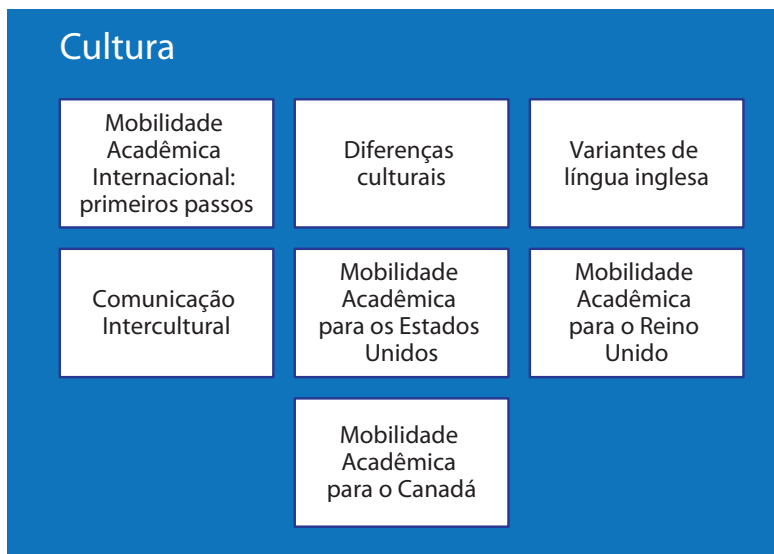 Cultura
Mobilidade
Acadêmica
Internacional:
primeiros passos
Diferenças
culturais
Variantes de
língua inglesa
Comunicação
Intercultural
Mobilidade
Acadêmica
para os Estados
Unidos
Mobilidade
Acadêmica
para o Reino
Unido
Mobilidade
Acadêmica
para o Canadá